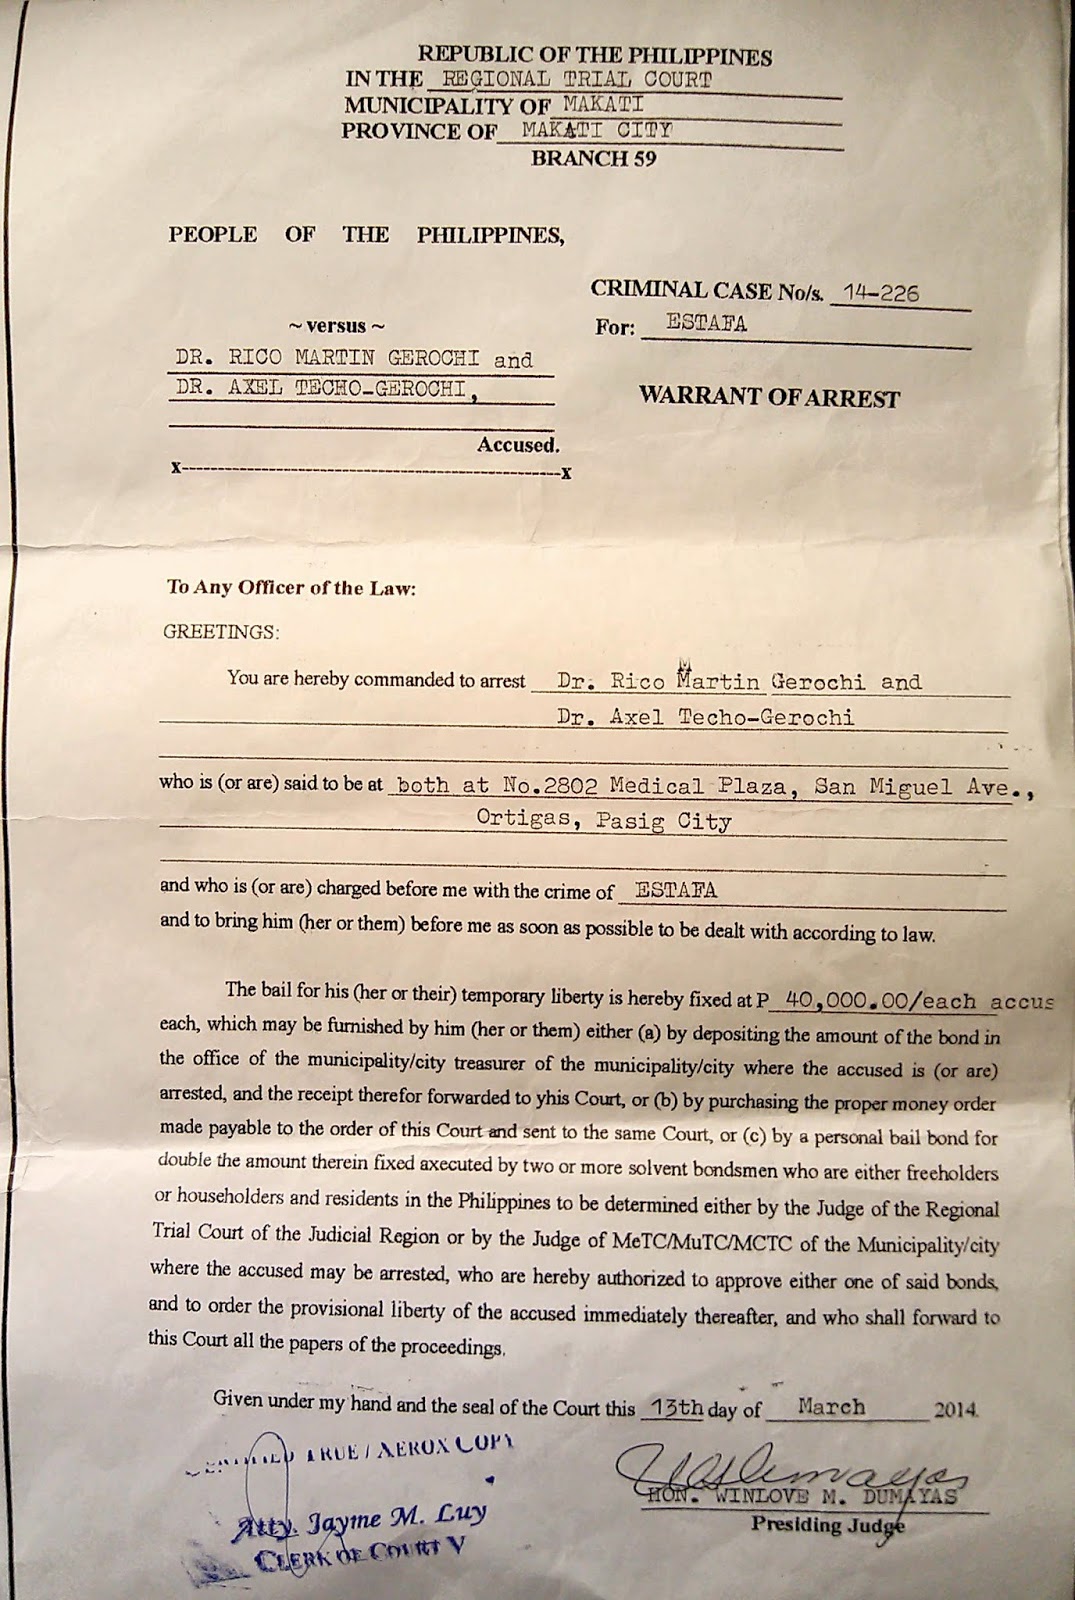 REPUBLIC OF THE PHILIPPINES
IN THE REGIONAL TRIAL COURT
MUNICIPALITY OF MAKATI
PROVINCE OF MAKATI CITY
BRANCH 59
PEOPLE OF THE PHILIPPINES,
CRIMINAL CASE No/s. 14-226
~ versus ~
For: ESTAFA
DR. RICO MARTIN GEROCHI and
DR. AXEL TECHO-GEROCHI,
WARRANT OF ARREST
Accused.
x-----------------------------------------------------x
To Any Officer of the Law:
GREETINGS:
You are hereby commanded to arrest Dr. Rico Martin Gerochi and
Dr. Axel Techo-Gerochi
who is (or are) said to be at both at No.2802 Medical Plaza, San Miguel Ave.,
Ortigas, Pasig City
and who is (or are) charged before me with the crime of ESTAFA
and to bring him (her or them) before me as soon as possible to be dealt with according to law.
The bail for his (her or their) temporary liberty is hereby fixed at P 40,000.00/each accus
each, which may be furnished by him (her or them) either (a) by depositing the amount of the bond in
the office of the municipality/city treasurer of the municipality/city where the accused is (or are)
arrested, and the receipt therefor forwarded to yhis Court, or (b) by purchasing the proper money order
made payable to the order of this Court and sent to the same Court, or (c) by a personal bail bond for
double the amount therein fixed axecuted by two or more solvent bondsmen who are either freeholders
or householders and residents in the Philippines to be determined either by the Judge of the Regional
Trial Court of the Judicial Region or by the Judge of MeTC/MuTC/MCTC of the Municipality/city
where the accused may be arrested, who are hereby authorized to approve either one of said bonds,
and to order the provisional liberty of the accused immediately thereafter, and who shall forward to
this Court all the papers of the proceedings.
Given under my hand and the seal of the Court this 13th day of March 2014.
CERTIFIED TRUE / XEROX COPY
HON. WINLOVE M. DUMAYAS
Atty. Jayme M. Luy
Presiding Judge
CLERK OF COURT V